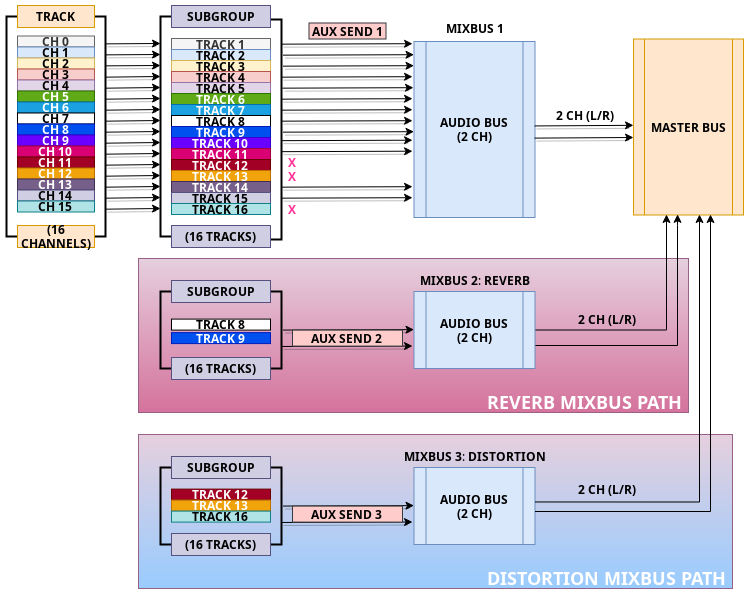 TRACK
CH 0
CH 1
CH 2
CH 3
CH 4
CH 5
CH 6
CH 7
CH 8
CH 9
CH 10
CH 11
CH 12
CH 13
CH 14
CH 15
(16
CHANNELS)
SUBGROUP
TRACK 1
TRACK 2
TRACK 3
TRACK 4
TRACK 5
TRACK 6
TRACK 7
TRACK 8
TRACK 9
TRACK 10
TRACK 11
TRACK 12
TRACK 13
TRACK 14
TRACK 15
TRACK 16
(16 TRACKS)
AUX SEND 1
X
X
X
MIXBUS 1
AUDIO BUS
(2 CH)
2 CH (L/R)
MASTER BUS
SUBGROUP
TRACK 8
TRACK 9
(16 TRACKS)
AUX SEND 2
MIXBUS 2: REVERB
AUDIO BUS
(2 CH)
2 CH (L/R)
REVERB MIXBUS PATH
SUBGROUP
TRACK 12
TRACK 13
TRACK 16
(16 TRACKS)
AUX SEND 3
MIXBUS 3: DISTORTION
AUDIO BUS
(2 CH)
2 CH (L/R)
DISTORTION MIXBUS PATH